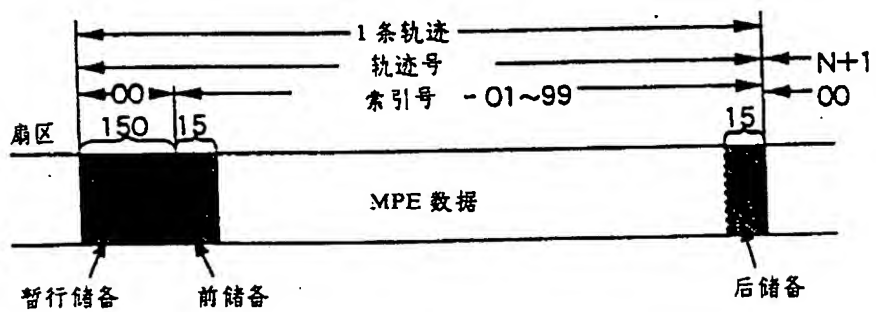 1 条轨迹
轨迹号 N+1
00 索引号 - 01~99 00
扇区 150 15 15
MPE 数据
暂行储备 前储备 后储备